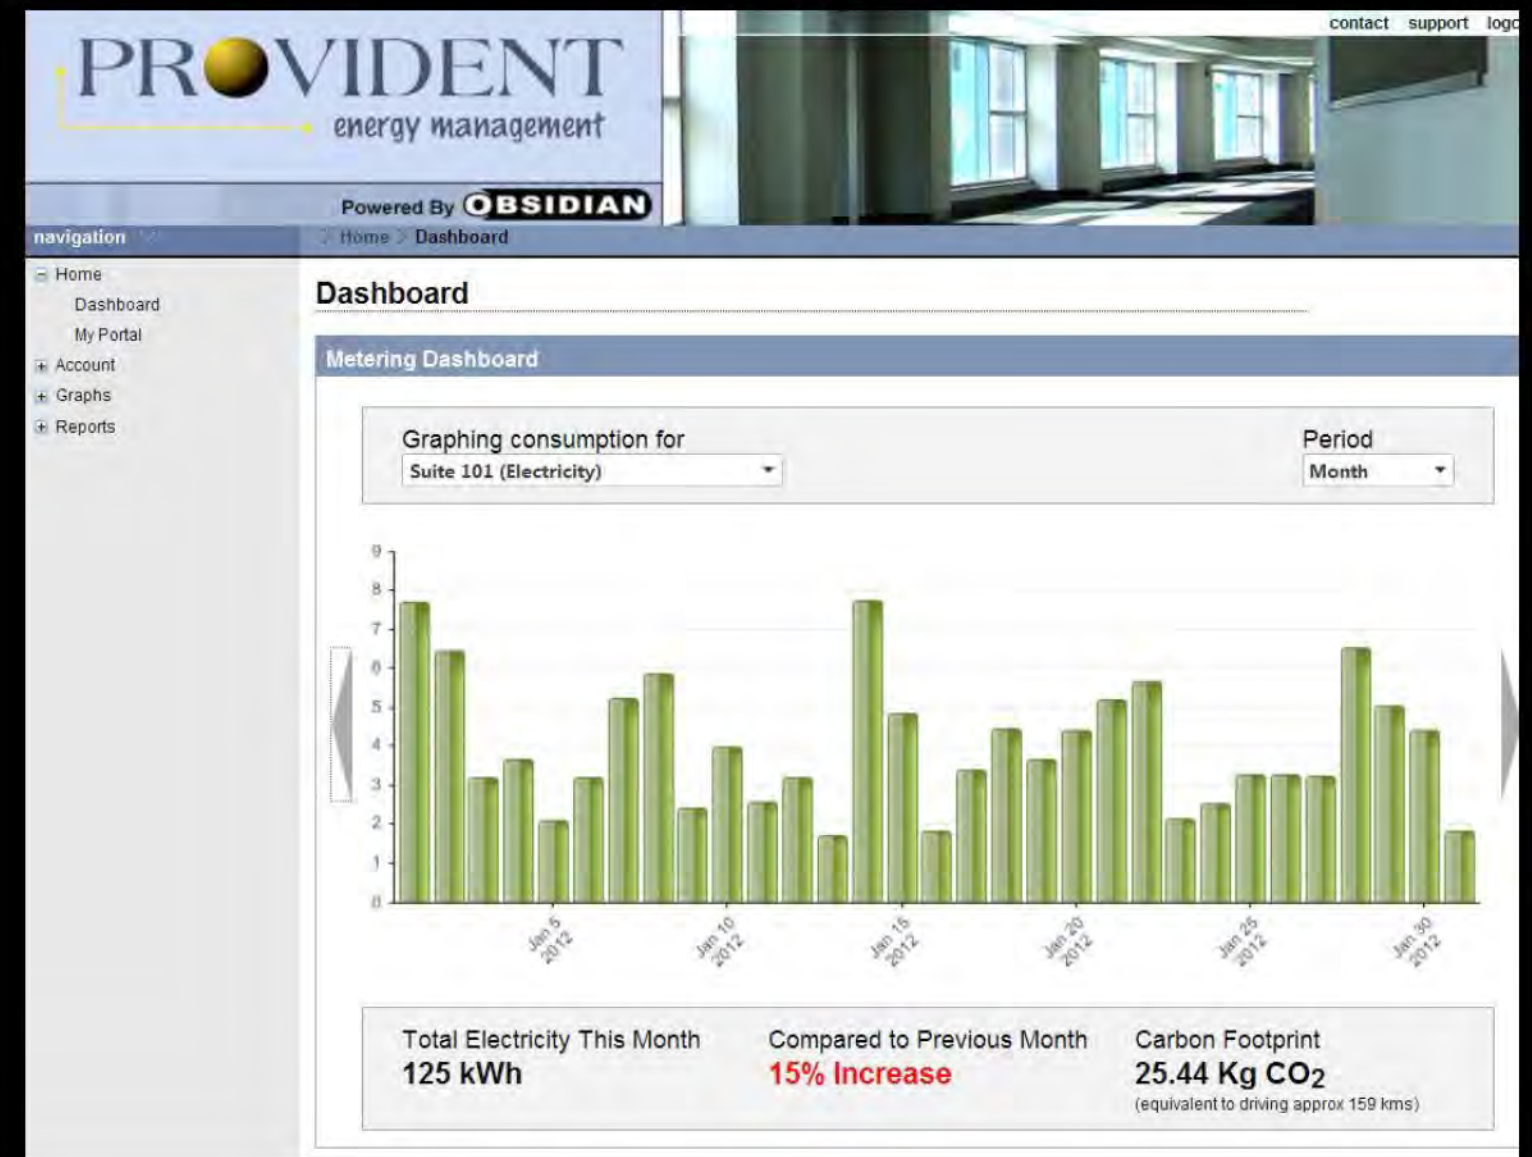 contact support logo
PROVIDENT
energy management
Powered By OBSIDIAN
navigation
Home > Dashboard
Home
Dashboard
My Portal
Account
Graphs
Reports
Dashboard
Metering Dashboard
Graphing consumption for
Suite 101 (Electricity)
Period
Month
9
8
7
6
5
4
3
2
1
0
Jan 5
2012
Jan 10
2012
Jan 15
2012
Jan 20
2012
Jan 25
2012
Jan 30
2012
Total Electricity This Month
125 kWh
Compared to Previous Month
15% Increase
Carbon Footprint
25.44 Kg CO2
(equivalent to driving approx 159 kms)